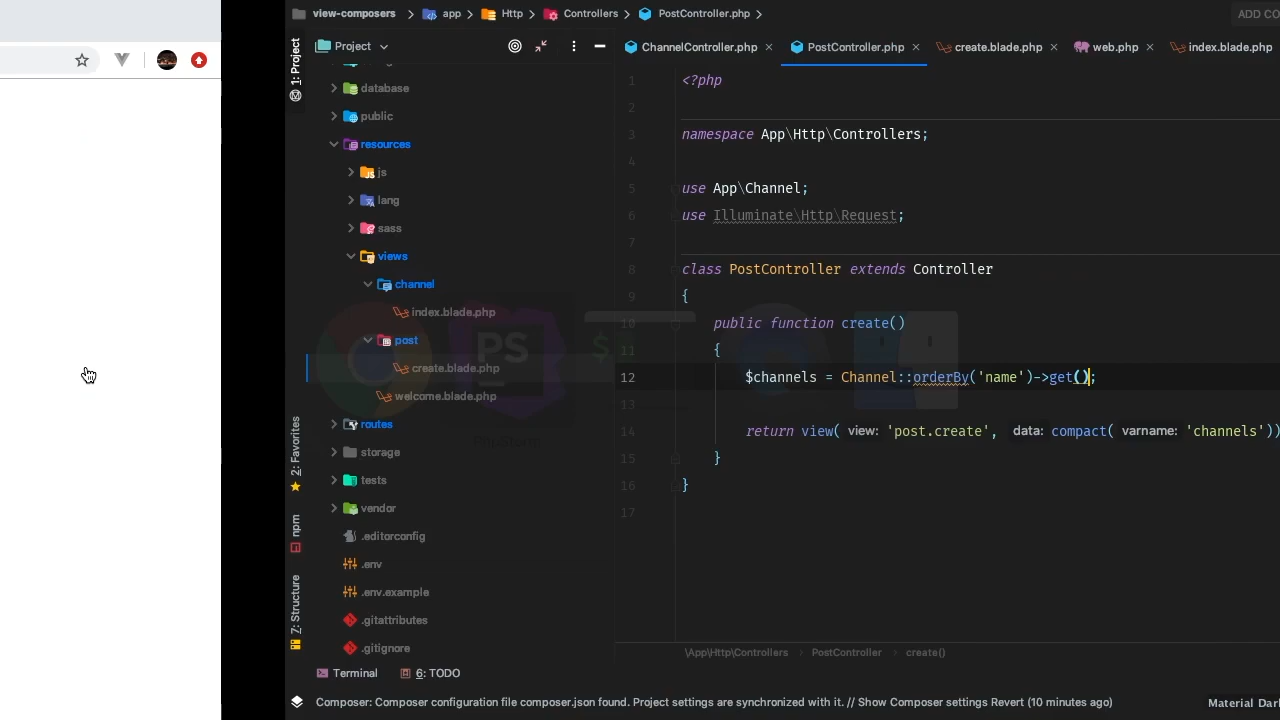 view-composers > app > Http > Controllers > PostController.php >
ADD CO
1: Project
Project
ChannelController.php × PostController.php × create.blade.php × web.php × index.blade.php
database
public
resources
js
lang
sass
views
channel
index.blade.php
post
create.blade.php
welcome.blade.php
routes
storage
tests
vendor
.editorconfig
.env
.env.example
.gitattributes
.gitignore
2: Favorites
npm
7: Structure
1 <?php
2
3 namespace App\Http\Controllers;
4
5 use App\Channel;
6 use Illuminate\Http\Request;
7
8 class PostController extends Controller
9 {
10 public function create()
11 {
12 $channels = Channel::orderBy('name')->get();
13
14 return view( view: 'post.create', data: compact( varname: 'channels'))
15 }
16 }
17
PS
PhpStorm
\App\Http\Controllers > PostController > create()
Terminal 6: TODO
Composer: Composer configuration file composer.json found. Project settings are synchronized with it. // Show Composer settings Revert (10 minutes ago)
Material Dar